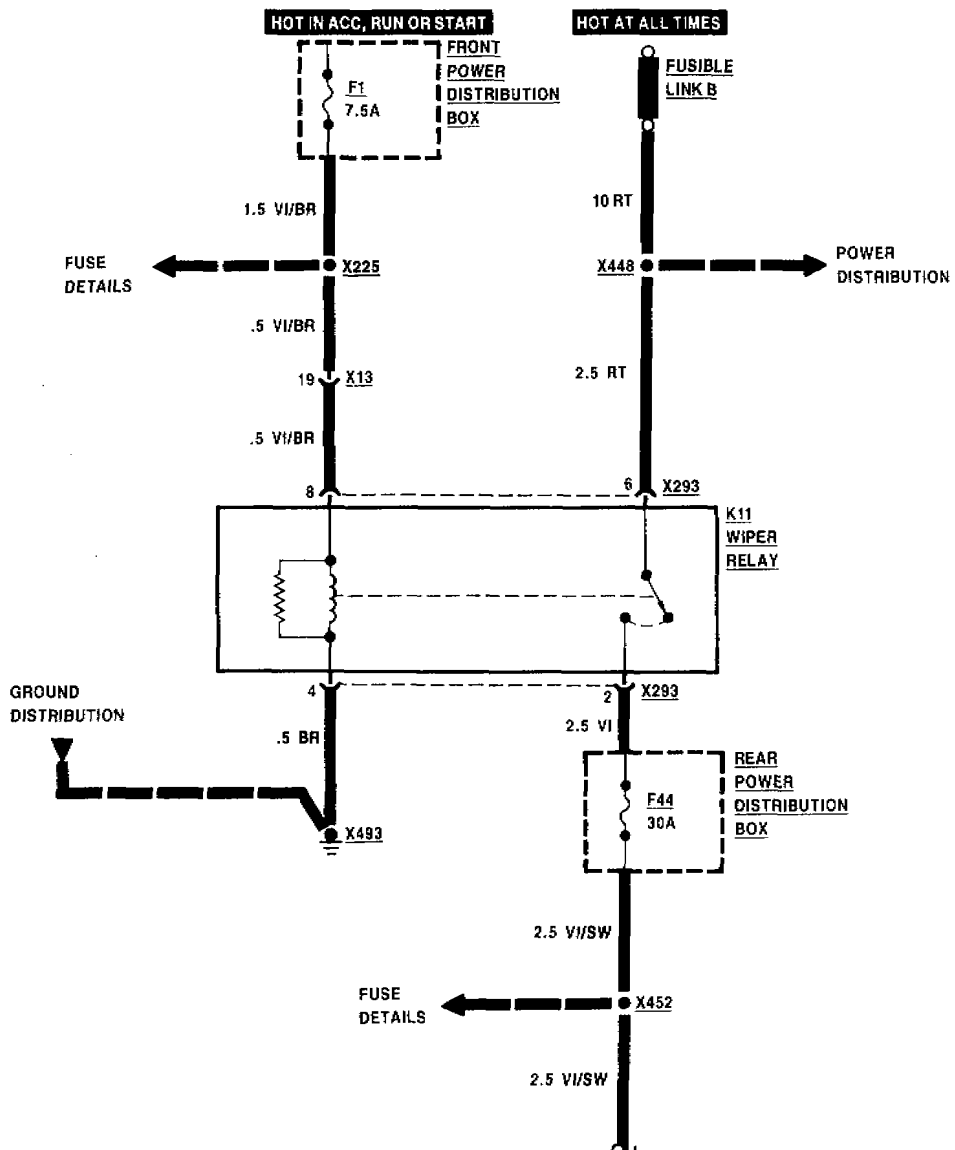 HOT IN ACC, RUN OR START
HOT AT ALL TIMES
FRONT
POWER
DISTRIBUTION
BOX
F1
7.5A
FUSIBLE
LINK B
1.5 VI/BR
10 RT
FUSE
DETAILS
X225
X448
POWER
DISTRIBUTION
.5 VI/BR
2.5 RT
19
X13
.5 VI/BR
8
6
X293
K11
WIPER
RELAY
4
2
X293
GROUND
DISTRIBUTION
.5 BR
2.5 VI
X493
REAR
POWER
DISTRIBUTION
BOX
F44
30A
2.5 VI/SW
FUSE
DETAILS
X452
2.5 VI/SW